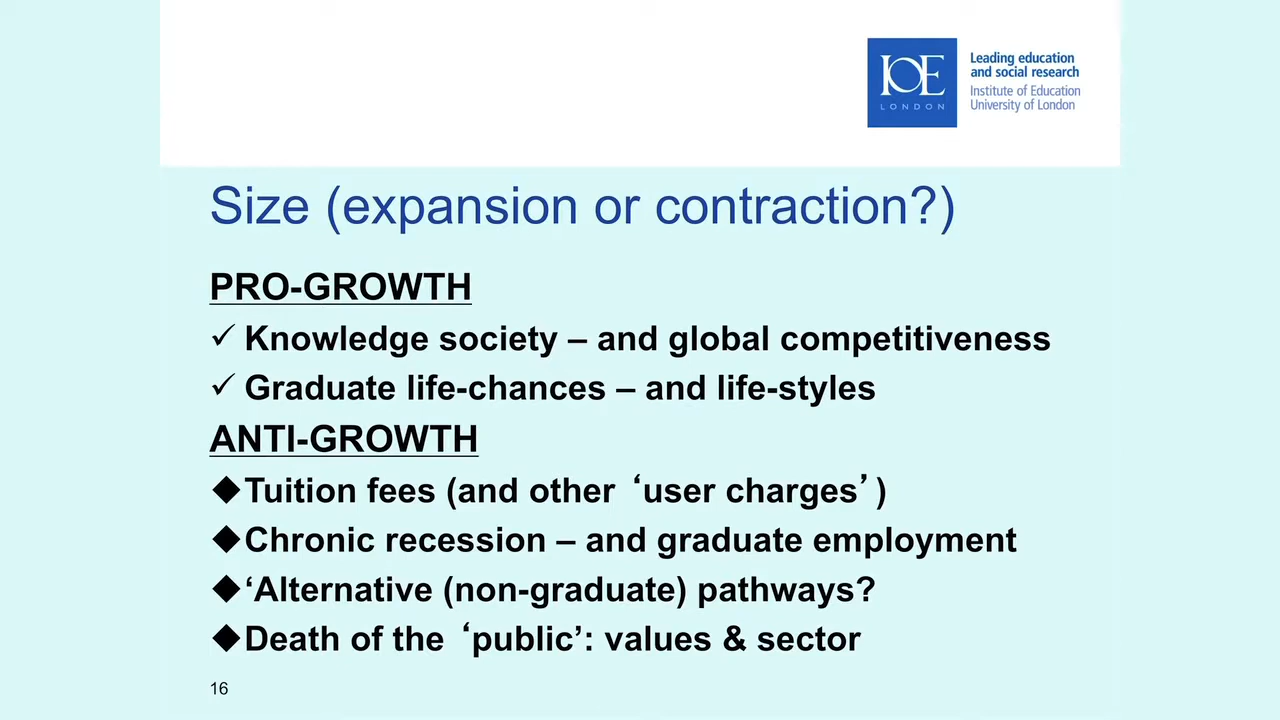 IOE
LONDON
Leading education
and social research
Institute of Education
University of London
Size (expansion or contraction?)
PRO-GROWTH
✓ Knowledge society – and global competitiveness
✓ Graduate life-chances – and life-styles
ANTI-GROWTH
◆Tuition fees (and other ‘user charges’)
◆Chronic recession – and graduate employment
◆‘Alternative (non-graduate) pathways?
◆Death of the ‘public’: values & sector
16